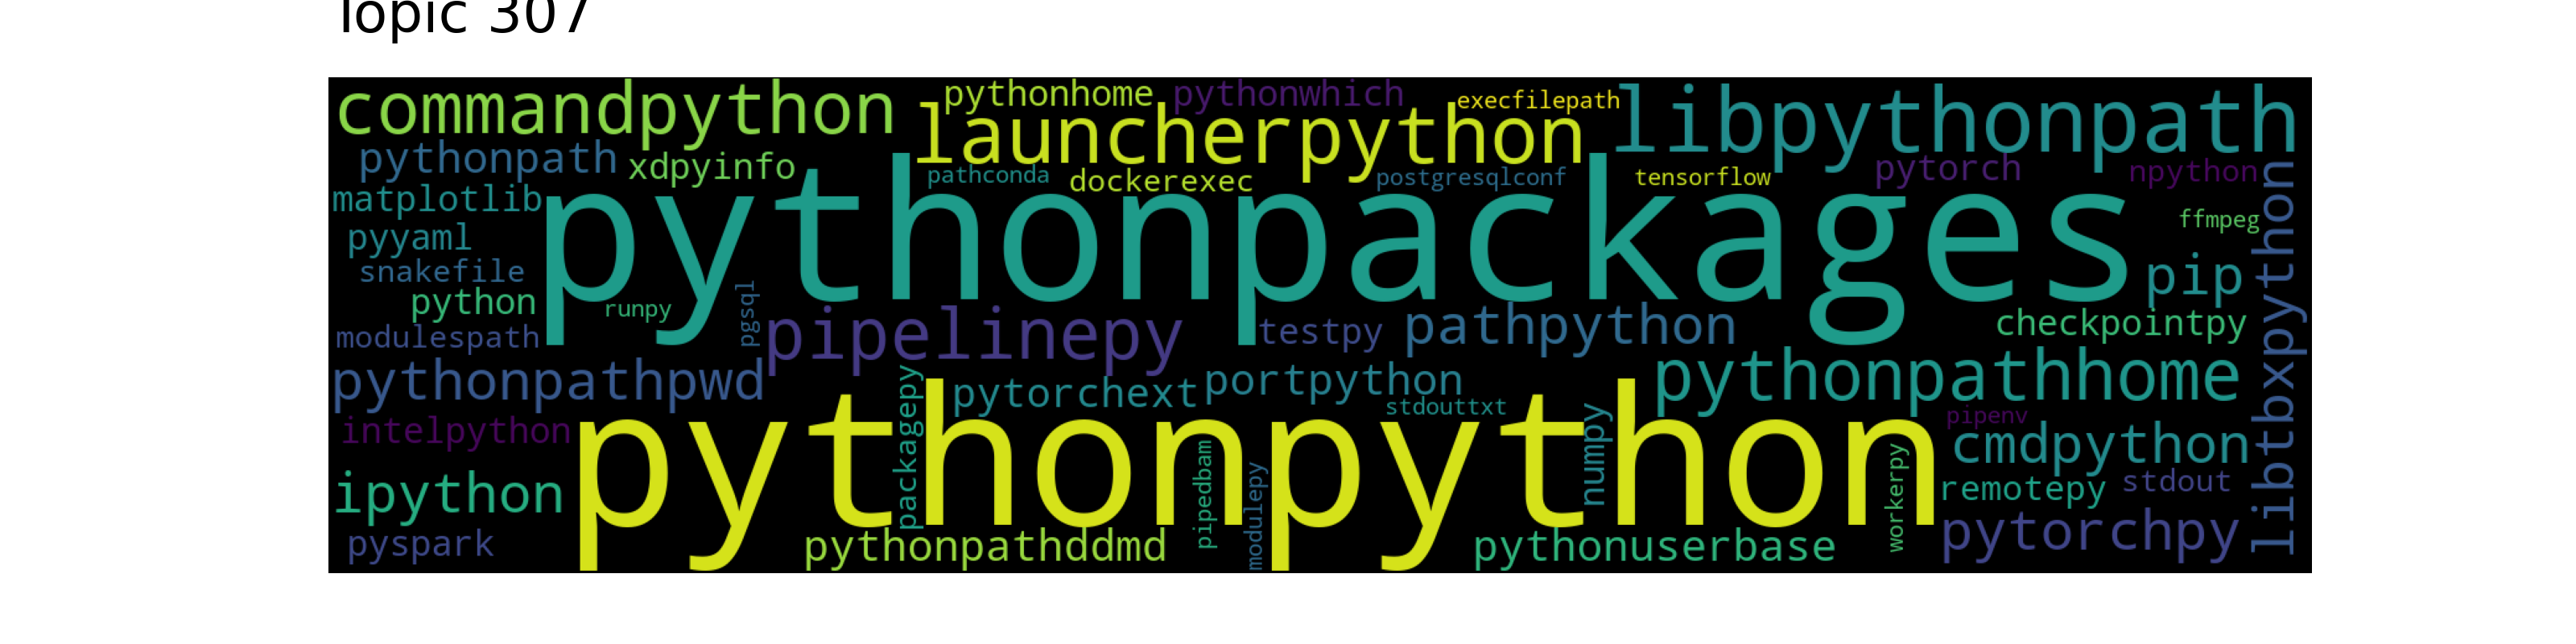 Topic 307
commandpython
pythonhome
pythonwhich
execfilepath
libpythonpath
launcherpython
pythonpath
xdpyinfo
pathconda
dockerexec
postgresqlconf
tensorflow
pytorch
npython
matplotlib
pythonpackages
ffmpeg
pyyaml
snakefile
pip
python
runpy
pgsql
modulespath
pipelinepy
testpy
pathpython
checkpointpy
libtbxpython
pythonpathpwd
packagepy
pytorchext
portpython
stdouttxt
pythonpathhome
intelpython
pythonpython
numpy
pipenv
cmdpython
ipython
pipedbam
modulepy
workerpy
remotepy
stdout
pyspark
pythonpathddmd
pythonuserbase
pytorchpy